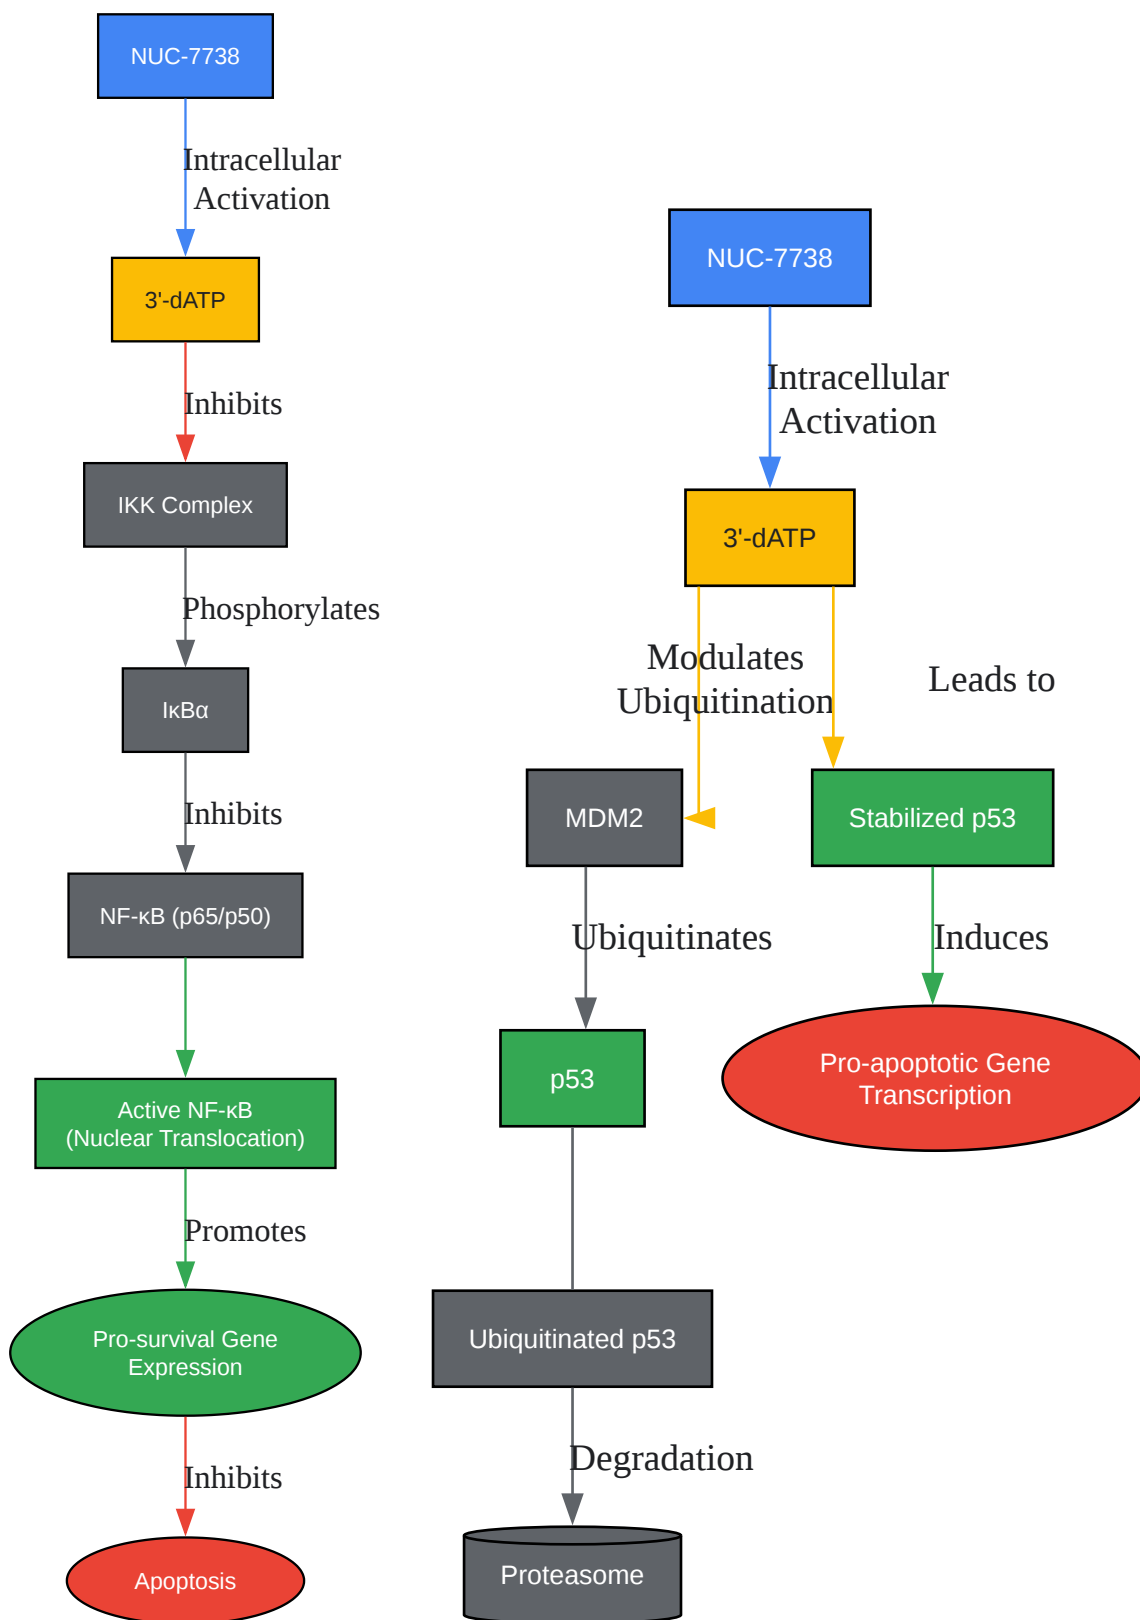 NUC-7738
Intracellular
Activation
3'-dATP
Inhibits
IKK Complex
Phosphorylates
IκBα
Inhibits
NF-κB (p65/p50)
Active NF-κB
(Nuclear Translocation)
Promotes
Pro-survival Gene
Expression
Inhibits
Apoptosis
NUC-7738
Intracellular
Activation
3'-dATP
Modulates
Ubiquitination
Leads to
MDM2
Stabilized p53
Ubiquitinates
Induces
p53
Pro-apoptotic Gene
Transcription
Ubiquitinated p53
Degradation
Proteasome